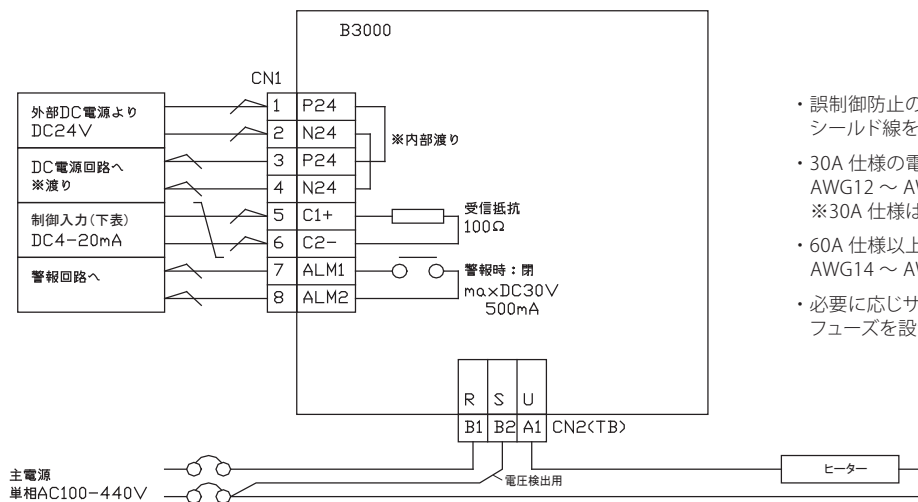 B3000
CN1
外部DC電源より
DC24V
DC電源回路へ
※渡り
制御入力(下表)
DC4-20mA
警報回路へ
1 P24
2 N24
3 P24
4 N24
5 C1+
6 C2-
7 ALM1
8 ALM2
※内部渡り
受信抵抗
100Ω
警報時：閉
maxDC30V
500mA
R S U
B1 B2 A1 CN2(TB)
主電源
単相AC100-440V
電圧検出用
ヒーター
・誤制御防止の
シールド線を
・30A 仕様の電
AWG12 ～ AW
※30A 仕様は
・60A 仕様以上
AWG14 ～ AW
・必要に応じサ
フューズを設